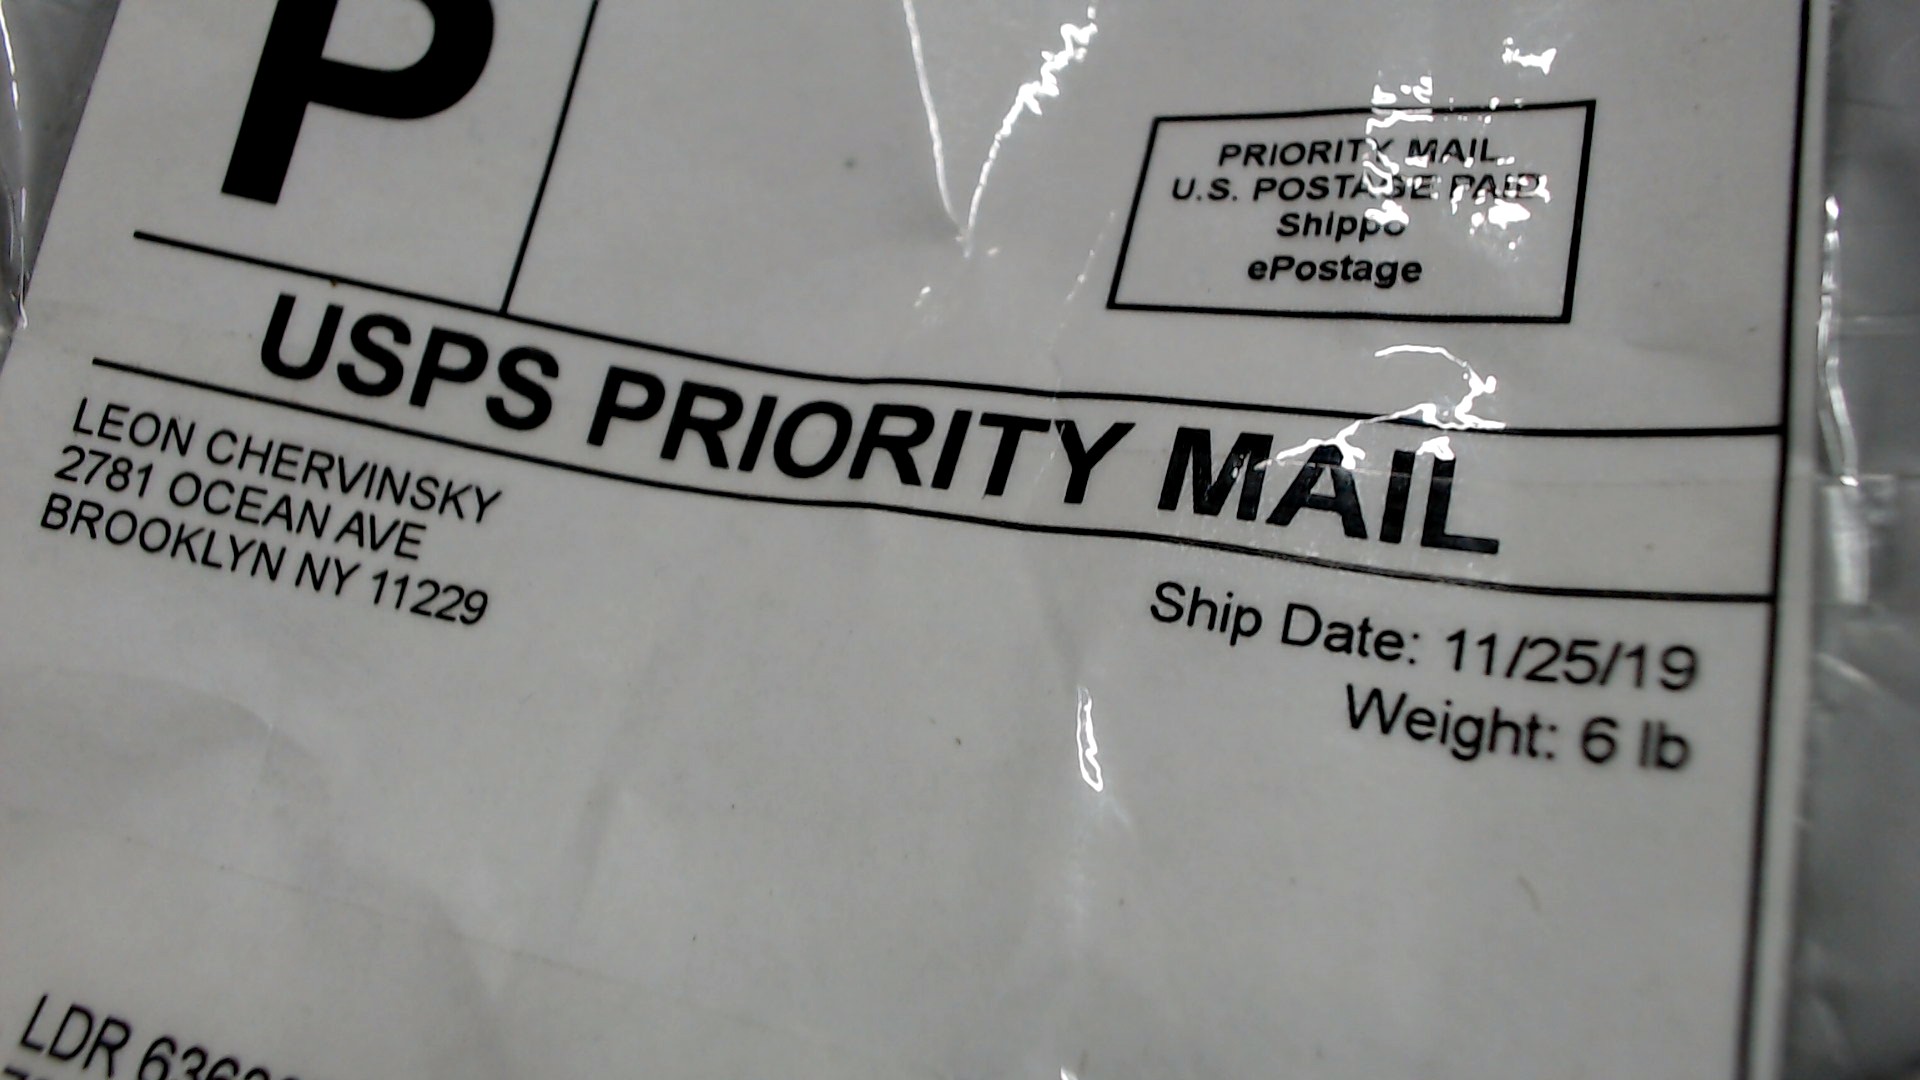 P
PRIORITY MAIL
U.S. POSTAGE PAID
Shippo
ePostage
USPS PRIORITY MAIL
LEON CHERVINSKY
2781 OCEAN AVE
BROOKLYN NY 11229
Ship Date: 11/25/19
Weight: 6 lb
LDR